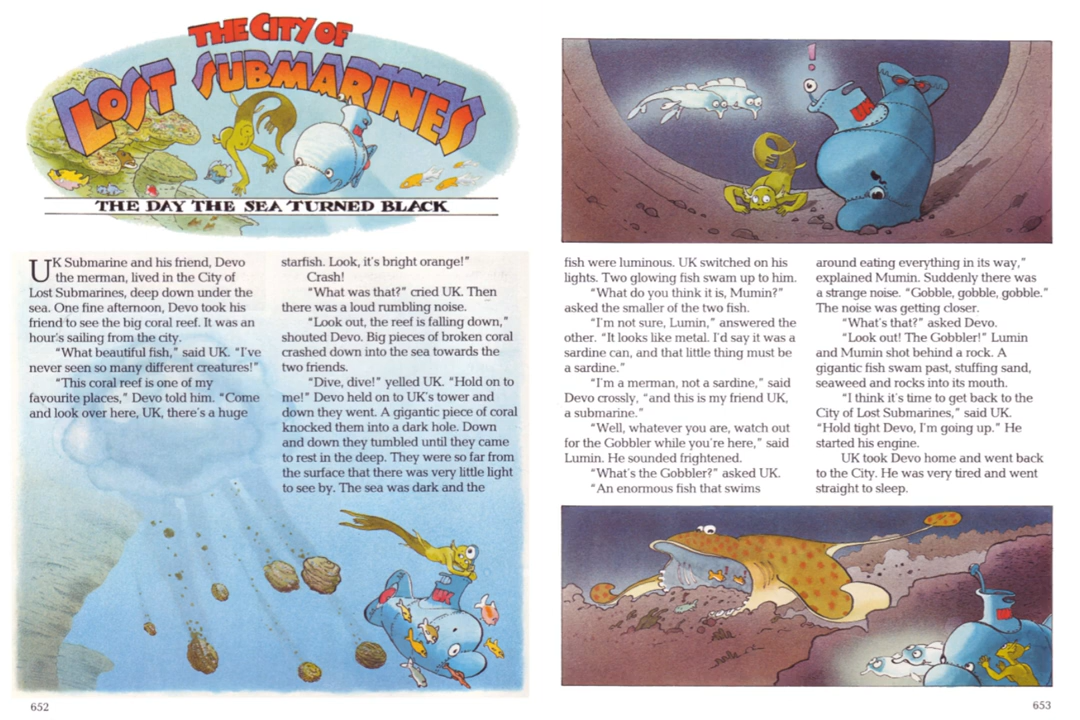 THE CITY OF
LOST SUBMARINES
THE DAY THE SEA TURNED BLACK
UK Submarine and his friend, Devo
the merman, lived in the City of
Lost Submarines, deep down under the
sea. One fine afternoon, Devo took his
friend to see the big coral reef. It was an
hour's sailing from the city.
"What beautiful fish," said UK. "I've
never seen so many different creatures!"
"This coral reef is one of my
favourite places," Devo told him. "Come
and look over here, UK, there's a huge
starfish. Look, it's bright orange!"
Crash!
"What was that?" cried UK. Then
there was a loud rumbling noise.
"Look out, the reef is falling down,"
shouted Devo. Big pieces of broken coral
crashed down into the sea towards the
two friends.
"Dive, dive!" yelled UK. "Hold on to
me!" Devo held on to UK's tower and
down they went. A gigantic piece of coral
knocked them into a dark hole. Down
and down they tumbled until they came
to rest in the deep. They were so far from
the surface that there was very little light
to see by. The sea was dark and the
UK
652
!
UK
fish were luminous. UK switched on his
lights. Two glowing fish swam up to him.
"What do you think it is, Mumin?"
asked the smaller of the two fish.
"I'm not sure, Lumin," answered the
other. "It looks like metal. I'd say it was a
sardine can, and that little thing must be
a sardine."
"I'm a merman, not a sardine," said
Devo crossly, "and this is my friend UK,
a submarine."
"Well, whatever you are, watch out
for the Gobbler while you're here," said
Lumin. He sounded frightened.
"What's the Gobbler?" asked UK.
"An enormous fish that swims
around eating everything in its way,"
explained Mumin. Suddenly there was
a strange noise. "Gobble, gobble, gobble."
The noise was getting closer.
"What's that?" asked Devo.
"Look out! The Gobbler!" Lumin
and Mumin shot behind a rock. A
gigantic fish swam past, stuffing sand,
seaweed and rocks into its mouth.
"I think it's time to get back to the
City of Lost Submarines," said UK.
"Hold tight Devo, I'm going up." He
started his engine.
UK took Devo home and went back
to the City. He was very tired and went
straight to sleep.
653